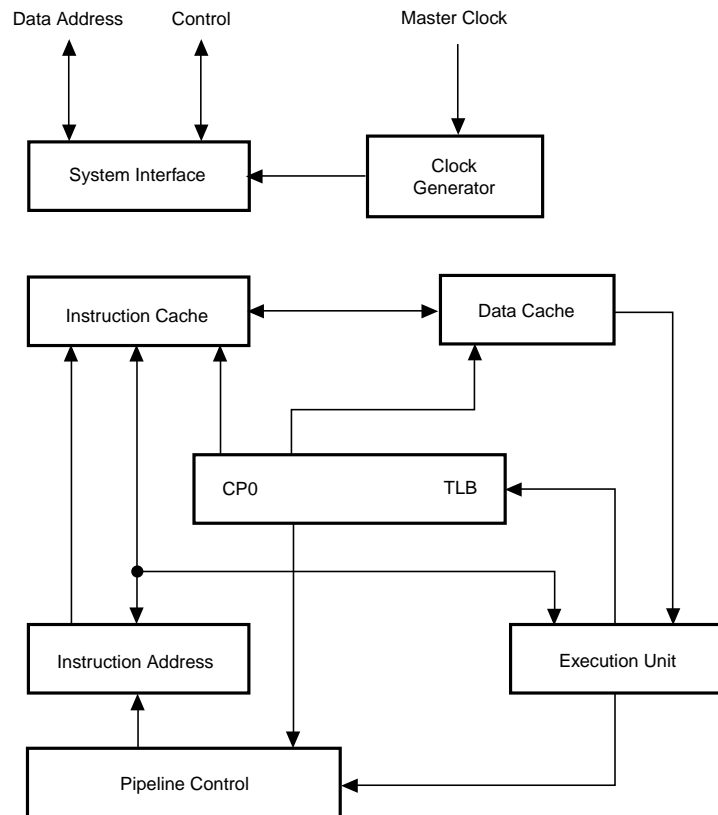 Data Address
Control
Master Clock
System Interface
Clock
Generator
Instruction Cache
Data Cache
CP0
TLB
Instruction Address
Execution Unit
Pipeline Control